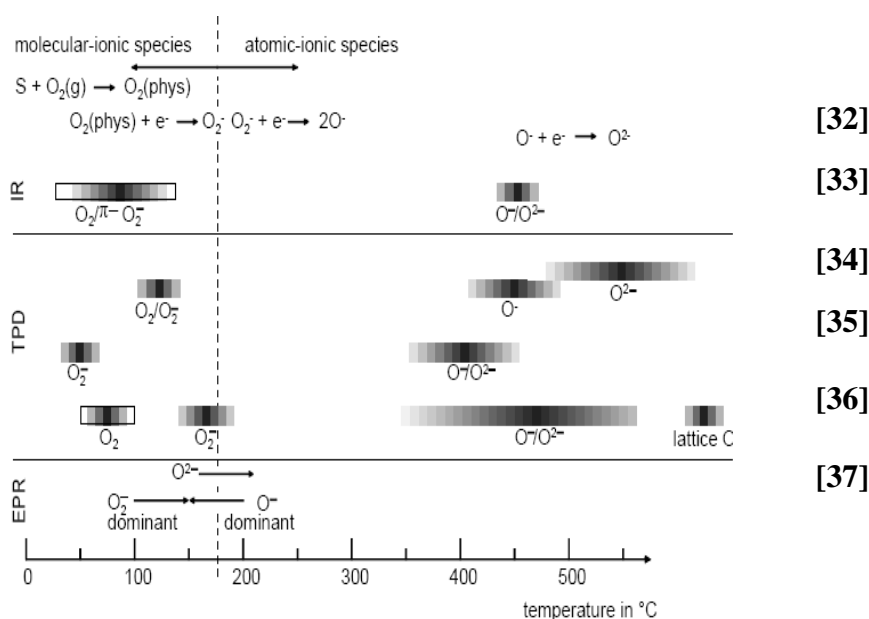 molecular-ionic species atomic-ionic species
S + O₂(g) → O₂(phys)
O₂(phys) + e⁻ → O₂⁻ O₂⁻ + e⁻ → 2O⁻
[32]
O⁻ + e⁻ → O²⁻
[33]
IR
O₂/π− O₂⁻ O⁻/O²⁻
[34]
TPD
O₂/O₂⁻ O⁻ O²⁻
[35]
O₂⁻ O⁻/O²⁻
[36]
O₂ O₂⁻ O⁻/O²⁻ lattice O
[37]
EPR
O²⁻
O₂⁻ O⁻
dominant dominant
0 100 200 300 400 500
temperature in °C